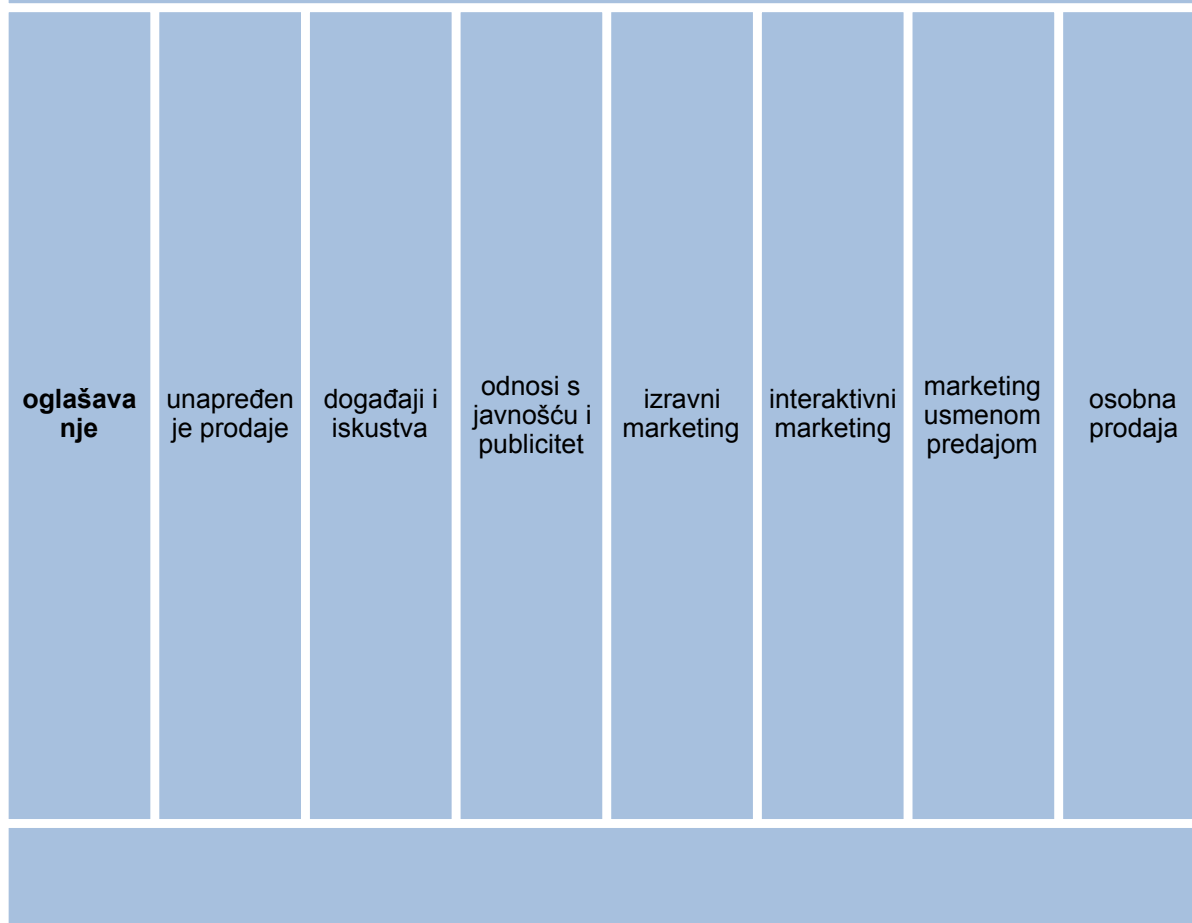 oglašava
nje
unapređen
je prodaje
događaji i
iskustva
odnosi s
javnošću i
publicitet
izravni
marketing
interaktivni
marketing
marketing
usmenom
predajom
osobna
prodaja